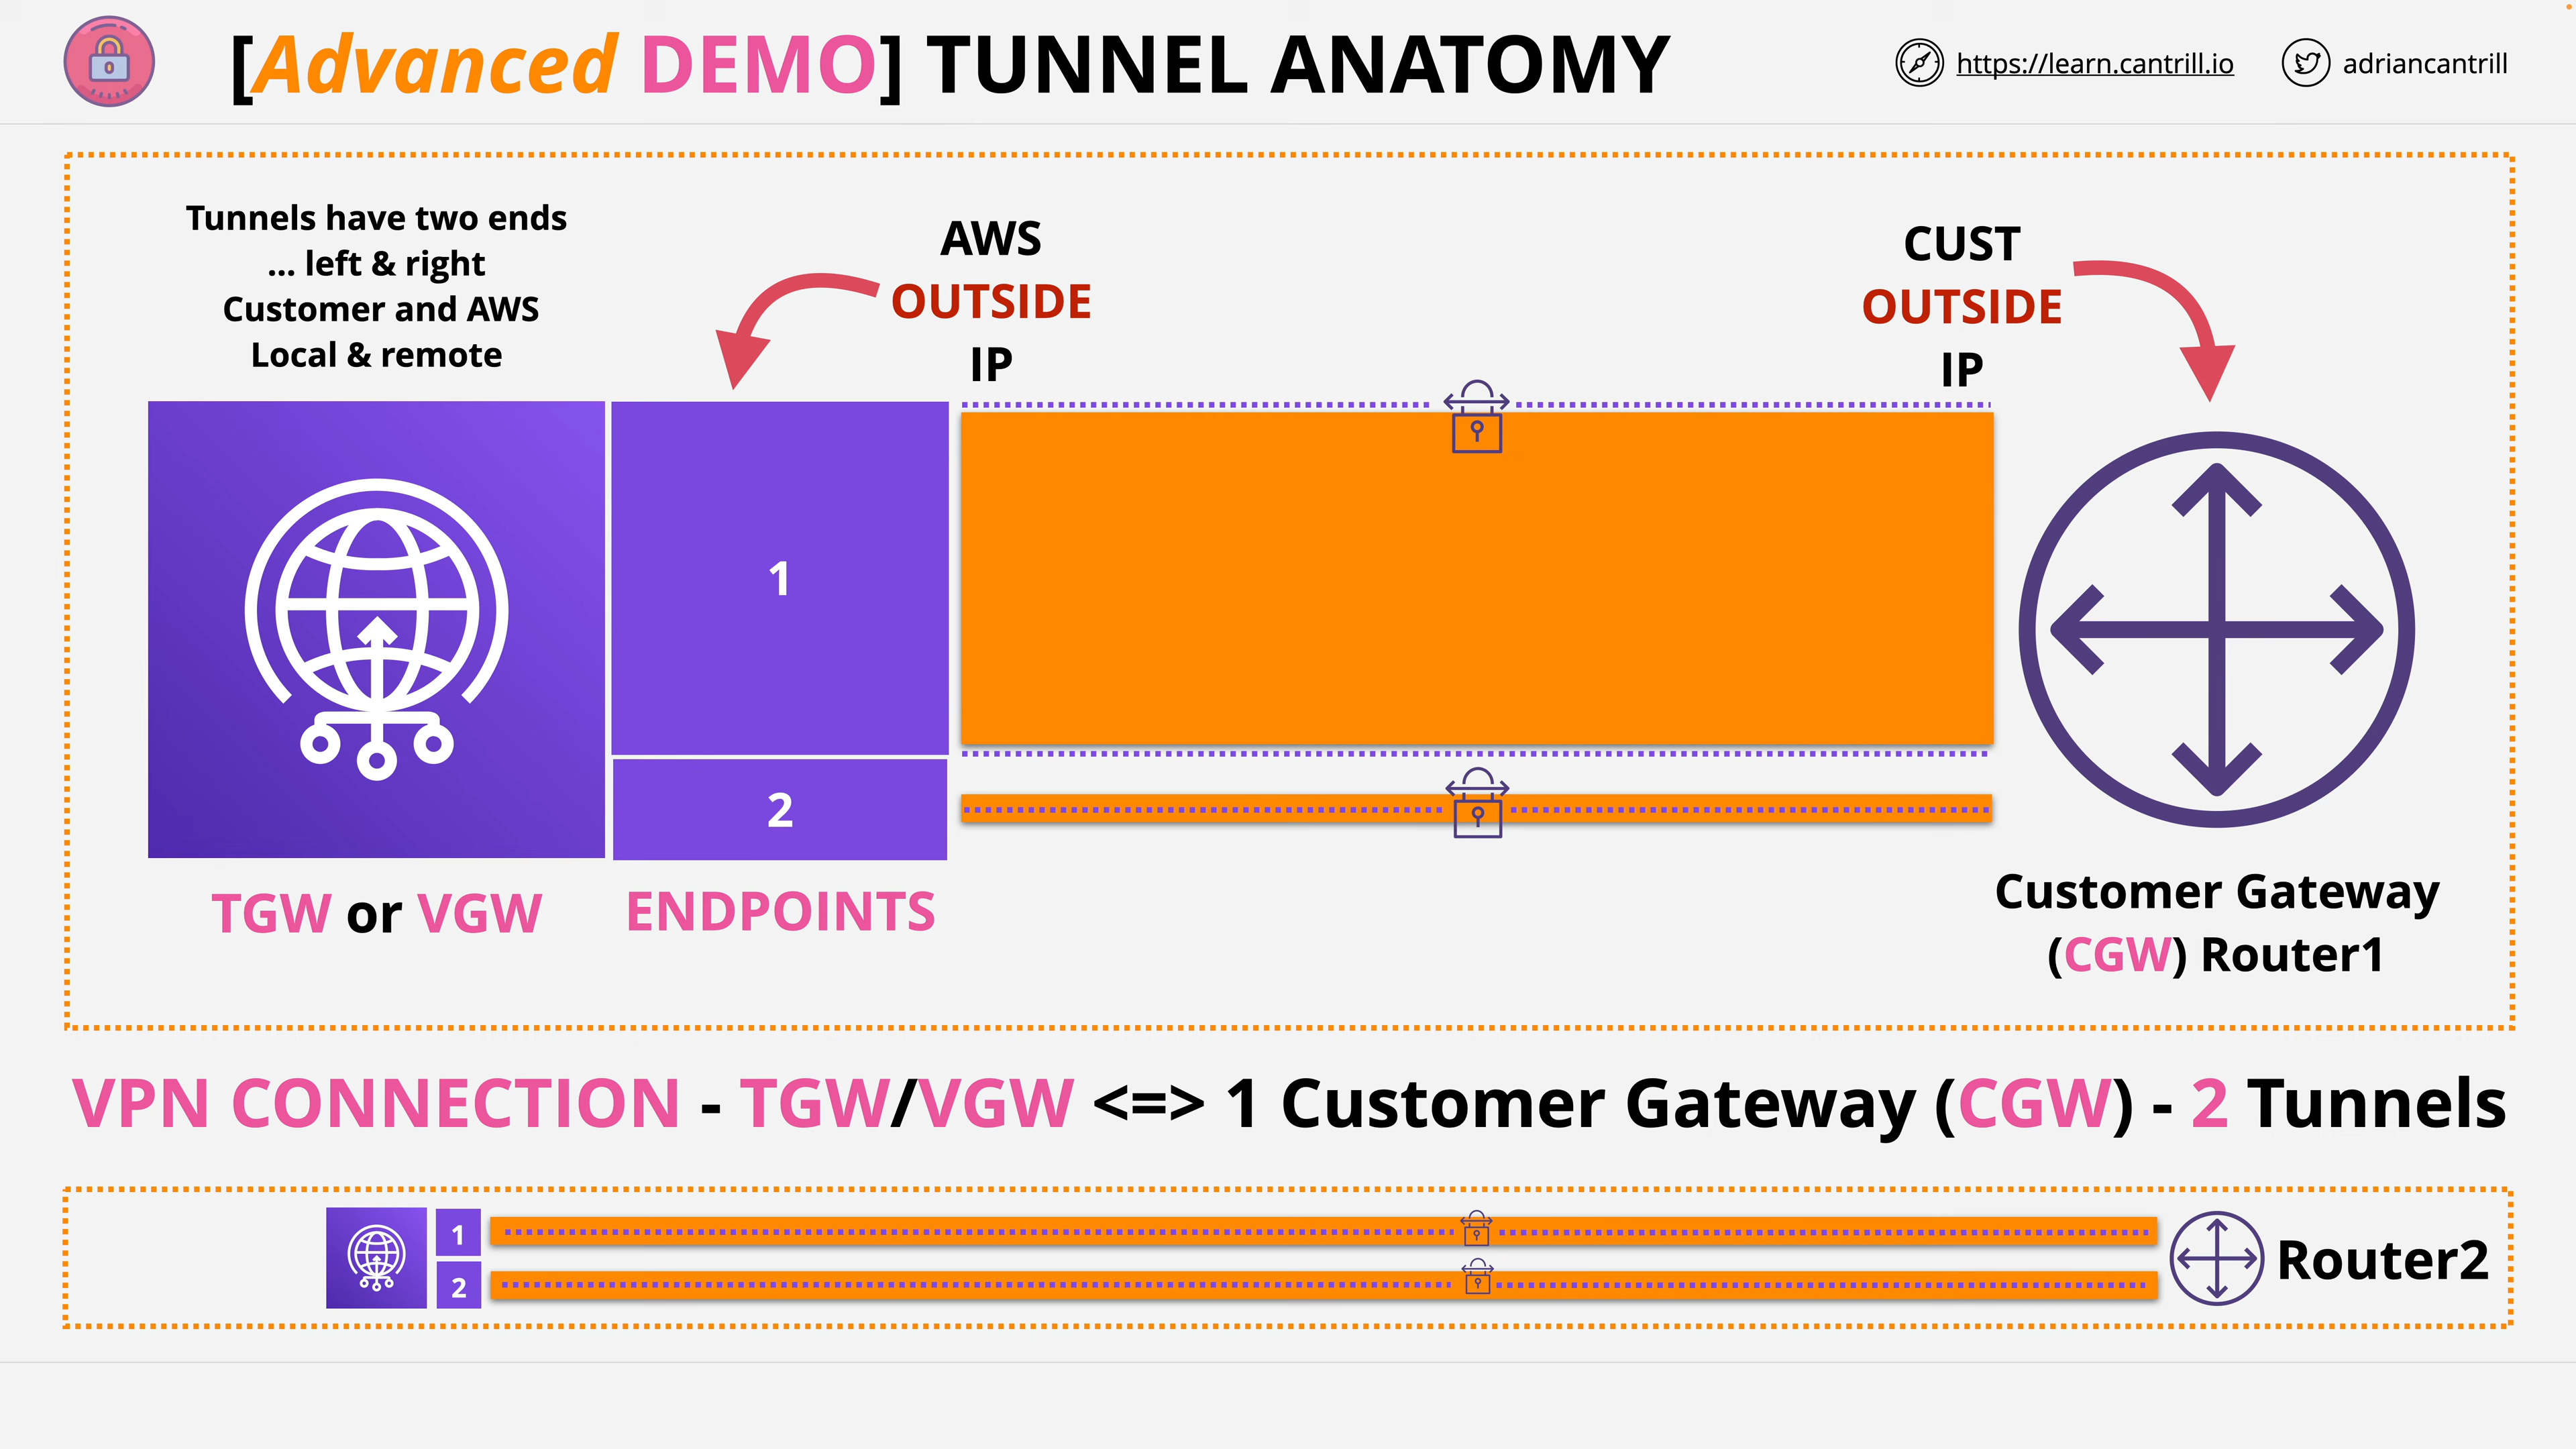 [Advanced DEMO] TUNNEL ANATOMY
https://learn.cantrill.io
adriancantrill
Tunnels have two ends
... left & right
Customer and AWS
Local & remote
AWS
OUTSIDE
IP
CUST
OUTSIDE
IP
1
2
TGW or VGW
ENDPOINTS
Customer Gateway
(CGW) Router1
VPN CONNECTION - TGW/VGW <=> 1 Customer Gateway (CGW) - 2 Tunnels
1
2
Router2